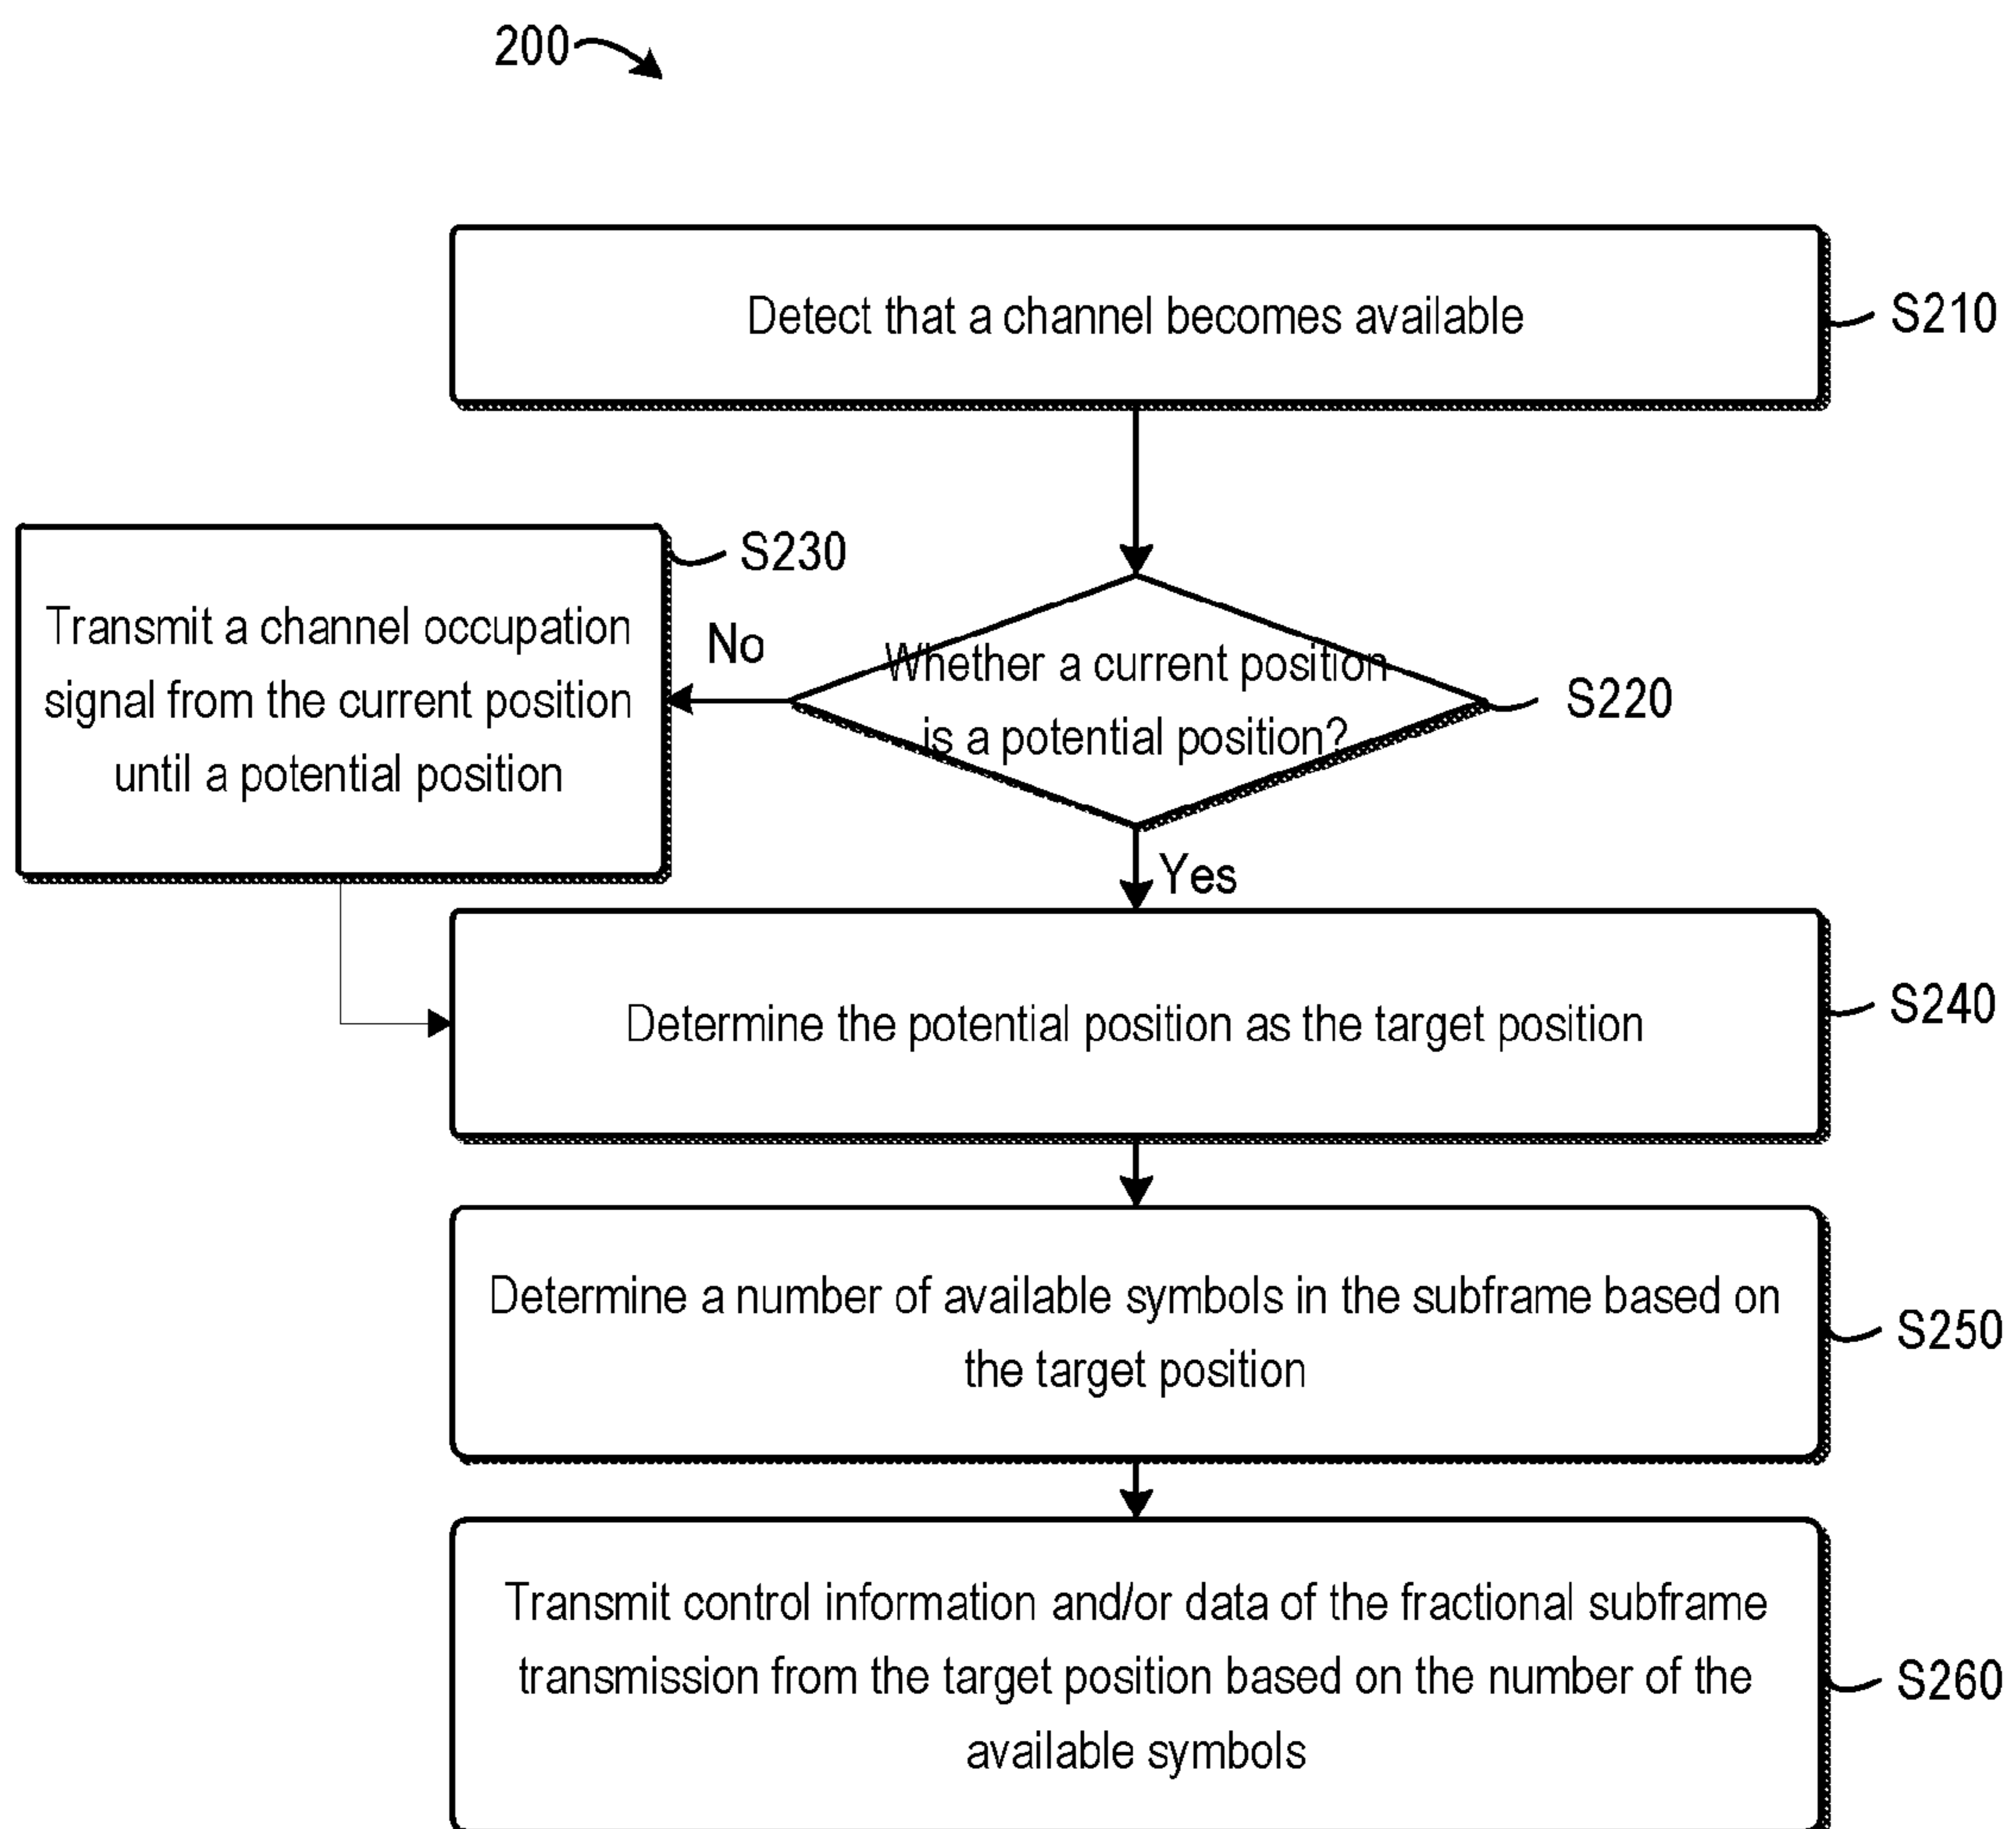 200
Detect that a channel becomes available
S210
S230
Transmit a channel occupation
signal from the current position
until a potential position
No
Whether a current position
is a potential position?
S220
Yes
Determine the potential position as the target position
S240
Determine a number of available symbols in the subframe based on
the target position
S250
Transmit control information and/or data of the fractional subframe
transmission from the target position based on the number of the
available symbols
S260